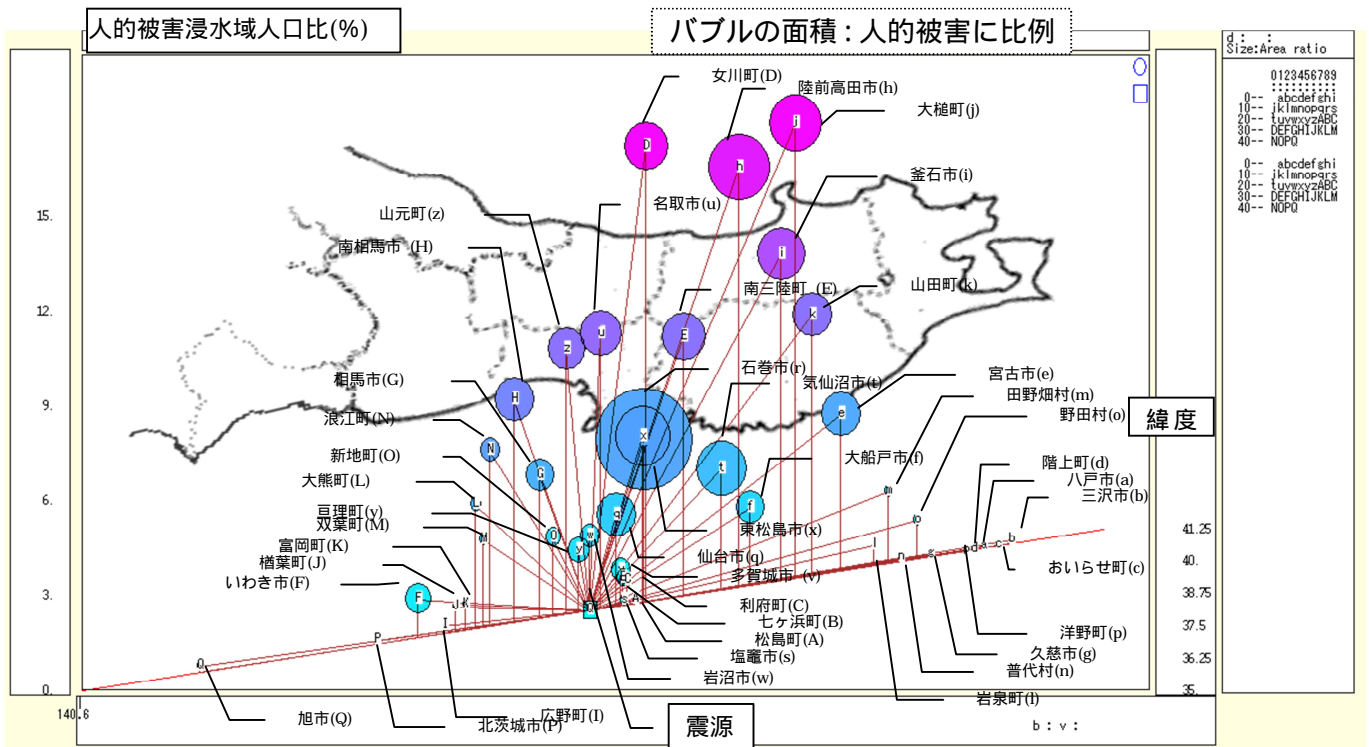 人的被害浸水域人口比(%)
バブルの面積:人的被害に比例
d :   :
Size:Area ratio
0123456789
::::::::::
0-- abcdefghi
10-- jklmnopqrs
20-- tuvwxyzABC
30-- DEFGHIJKLM
40-- NOPQ
0-- abcdefghi
10-- jklmnopqrs
20-- tuvwxyzABC
30-- DEFGHIJKLM
40-- NOPQ
女川町(D)
陸前高田市(h)
大槌町(j)
釜石市(i)
名取市(u)
山元町(z)
南相馬市 (H)
南三陸町 (E)
山田町(k)
石巻市(r)
気仙沼市(t)
宮古市(e)
田野畑村(m)
野田村(o)
相馬市(G)
浪江町(N)
新地町(O)
大熊町(L)
亘理町(y)
双葉町(M)
富岡町(K)
楢葉町(J)
いわき市(F)
大船戸市(f)
階上町(d)
八戸市(a)
三沢市(b)
東松島市(x)
仙台市(q)
多賀城市 (v)
利府町(C)
七ヶ浜町(B)
松島町(A)
塩竈市(s)
岩沼市(w)
おいらせ町(c)
洋野町(p)
久慈市(g)
普代村(n)
岩泉町(l)
旭市(Q)
北茨城市(P)
広野町(I)
震源
緯度
15.
12.
9.
6.
3.
0.
140.6
41.25
40.
38.75
37.5
36.25
35.
b : v :
D
h
j
i
u
z
E
k
H
x
e
N
G
t
L
f
m
q
O
w
y
M
o
F
J
K
I
P
Q
l
n
g
p
d
a
c
b
s
A
C